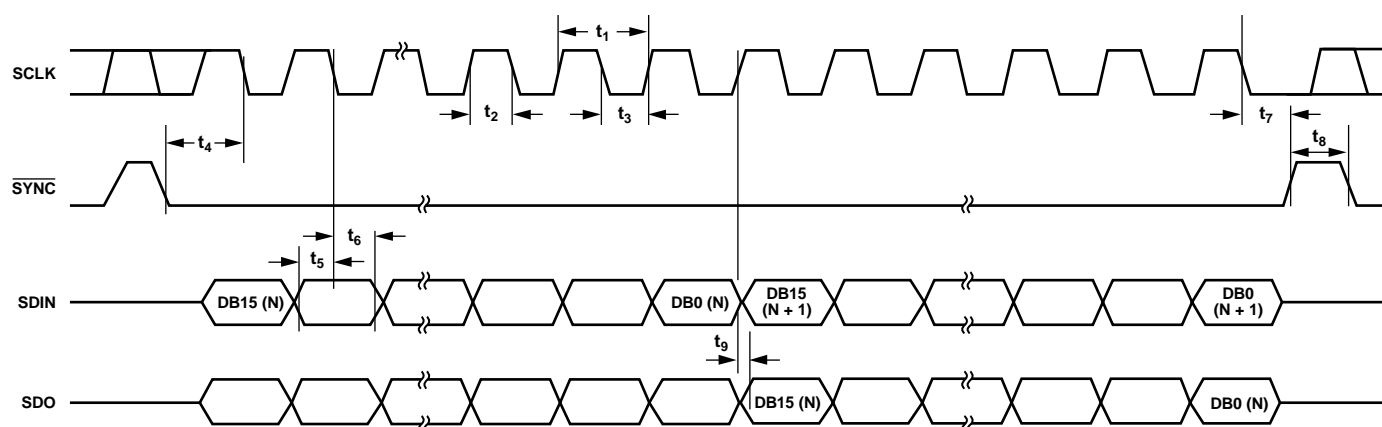 t1
SCLK
t2
t3
t7
t4
t8
SYNC
t6
t5
SDIN
DB15 (N)
DB0 (N)
DB15
(N + 1)
DB0
(N + 1)
t9
SDO
DB15 (N)
DB0 (N)